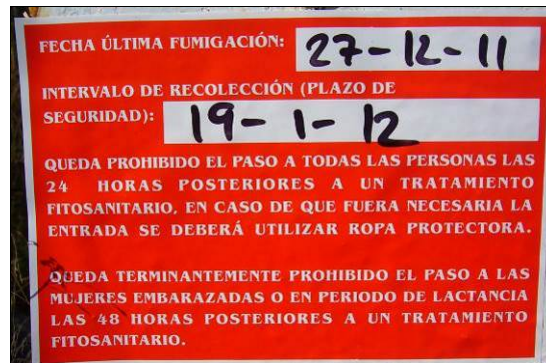 FECHA ÚLTIMA FUMIGACIÓN: 27-12-11
INTERVALO DE RECOLECCIÓN (PLAZO DE
SEGURIDAD): 19-1-12
QUEDA PROHIBIDO EL PASO A TODAS LAS PERSONAS LAS
24 HORAS POSTERIORES A UN TRATAMIENTO
FITOSANITARIO, EN CASO DE QUE FUERA NECESARIA LA
ENTRADA SE DEBERÁ UTILIZAR ROPA PROTECTORA.
QUEDA TERMINANTEMENTE PROHIBIDO EL PASO A LAS
MUJERES EMBARAZADAS O EN PERIODO DE LACTANCIA
LAS 48 HORAS POSTERIORES A UN TRATAMIENTO
FITOSANITARIO.